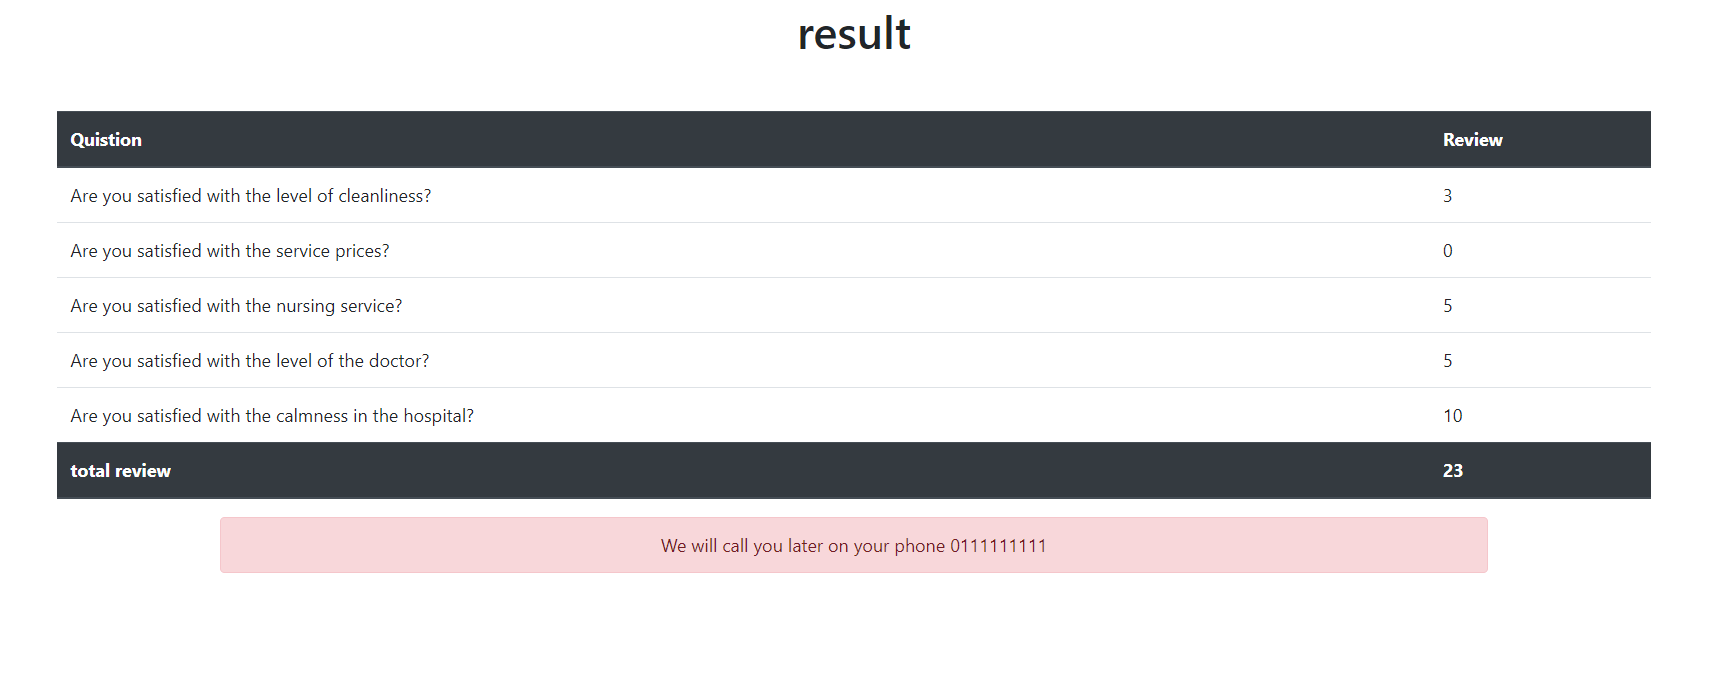 result
Quistion Review
Are you satisfied with the level of cleanliness? 3
Are you satisfied with the service prices? 0
Are you satisfied with the nursing service? 5
Are you satisfied with the level of the doctor? 5
Are you satisfied with the calmness in the hospital? 10
total review 23
We will call you later on your phone 0111111111